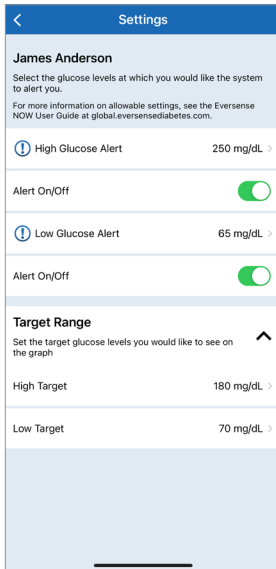 Settings
James Anderson
Select the glucose levels at which you would like the system
to alert you.
For more information on allowable settings, see the Eversense
NOW User Guide at global.eversensediabetes.com.
High Glucose Alert 250 mg/dL
Alert On/Off
Low Glucose Alert 65 mg/dL
Alert On/Off
Target Range
Set the target glucose levels you would like to see on
the graph
High Target 180 mg/dL
Low Target 70 mg/dL